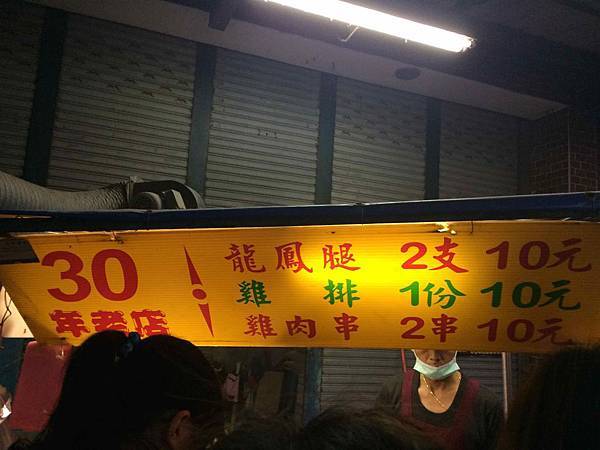 30
年老店
!
龍鳳腿 2支 10元
雞排 1份 10元
雞肉串 2串 10元